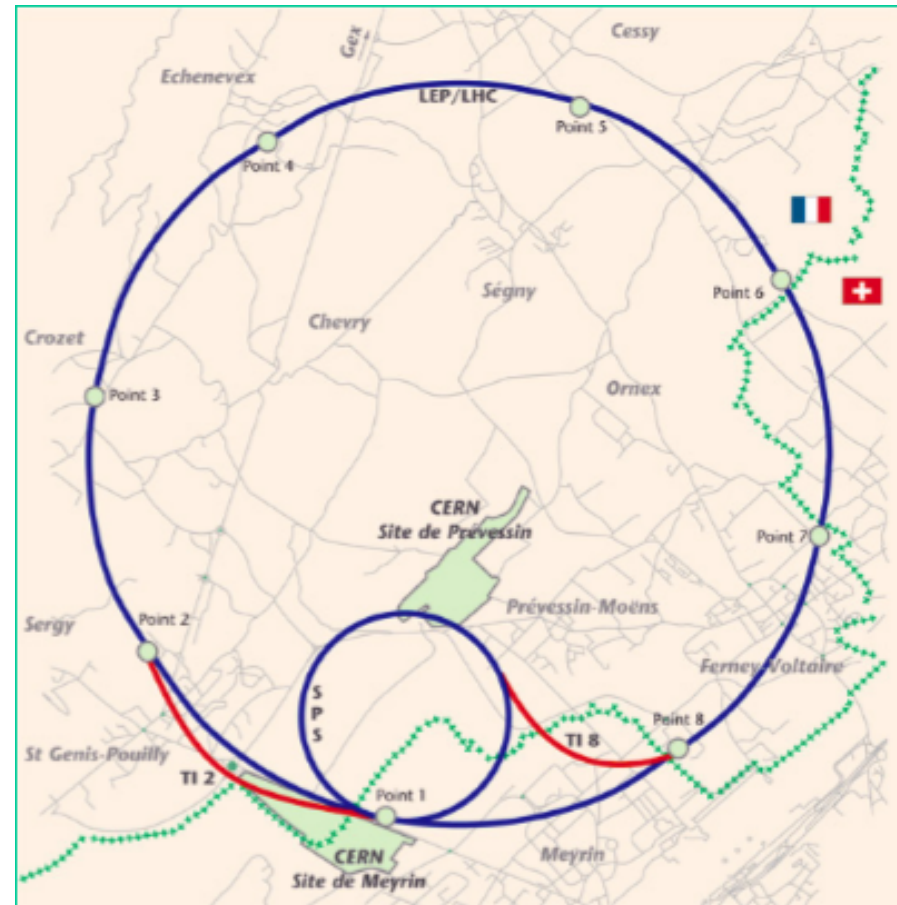 Cessy
Gex
Echenevex
LEP/LHC
Point 5
Point 4
Point 6
Ségny
Chevry
Crozet
Ornex
Point 3
CERN
Site de Prévessin
Point 7
Prévessin-Moëns
Point 2
Sergy
Ferney-Voltaire
S
P
S
Point 8
TI 8
St Genis-Pouilly
TI 2
Point 1
Meyrin
CERN
Site de Meyrin